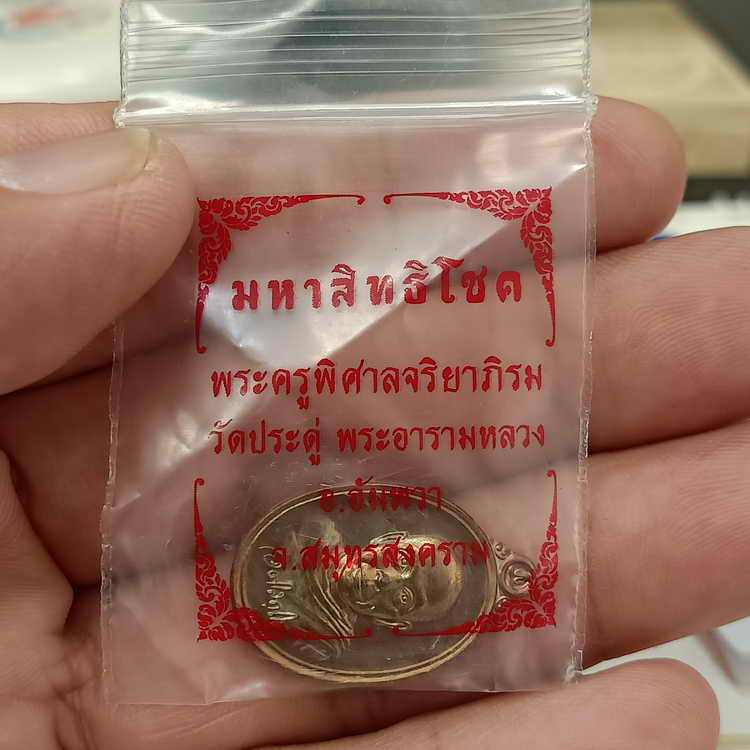 มหาสิทธิโชค
พระครูพิศาลจริยาภิรม
วัดประดู่ พระอารามหลวง
อ.อัมพวา
จ.สมุทรสงคราม